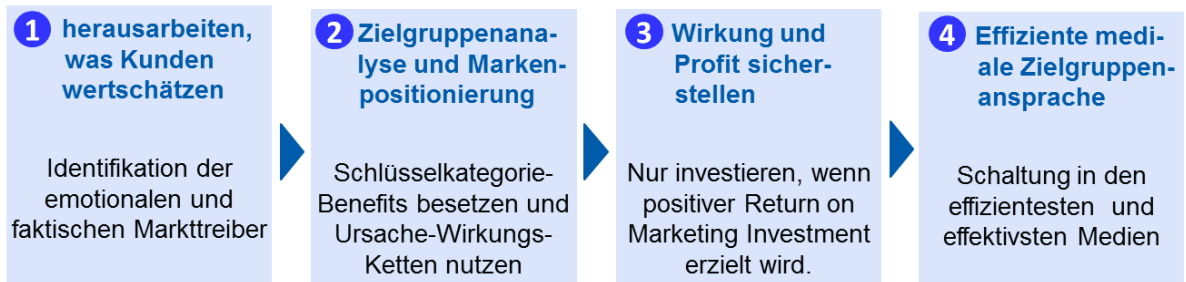 1 herausarbeiten,
was Kunden
wertschätzen
Identifikation der
emotionalen und
faktischen Markttreiber
2 Zielgruppenana-
lyse und Marken-
positionierung
Schlüsselkategorie-
Benefits besetzen und
Ursache-Wirkungs-
Ketten nutzen
3 Wirkung und
Profit sicher-
stellen
Nur investieren, wenn
positiver Return on
Marketing Investment
erzielt wird.
4 Effiziente medi-
ale Zielgruppen-
ansprache
Schaltung in den
effizientesten und
effektivsten Medien